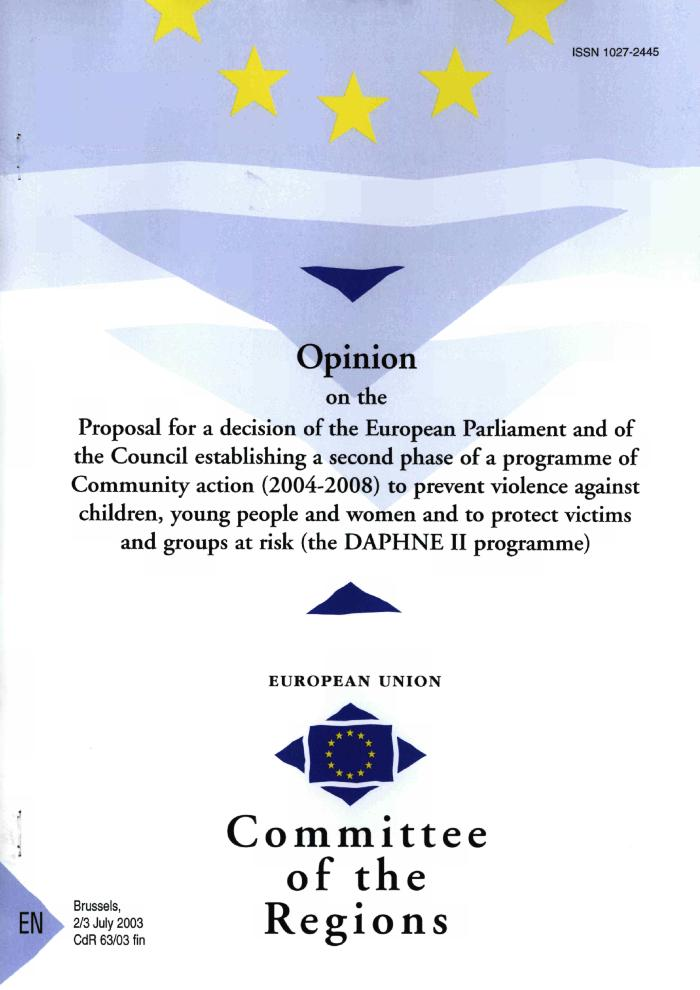 ISSN 1027-2445
Opinion
on the
Proposal for a decision of the European Parliament and of
the Council establishing a second phase of a programme of
Community action (2004-2008) to prevent violence against
children, young people and women and to protect victims
and groups at risk (the DAPHNE II programme)
EUROPEAN UNION
Committee
of the
Regions
EN
Brussels,
2/3 July 2003
CdR 63/03 fin